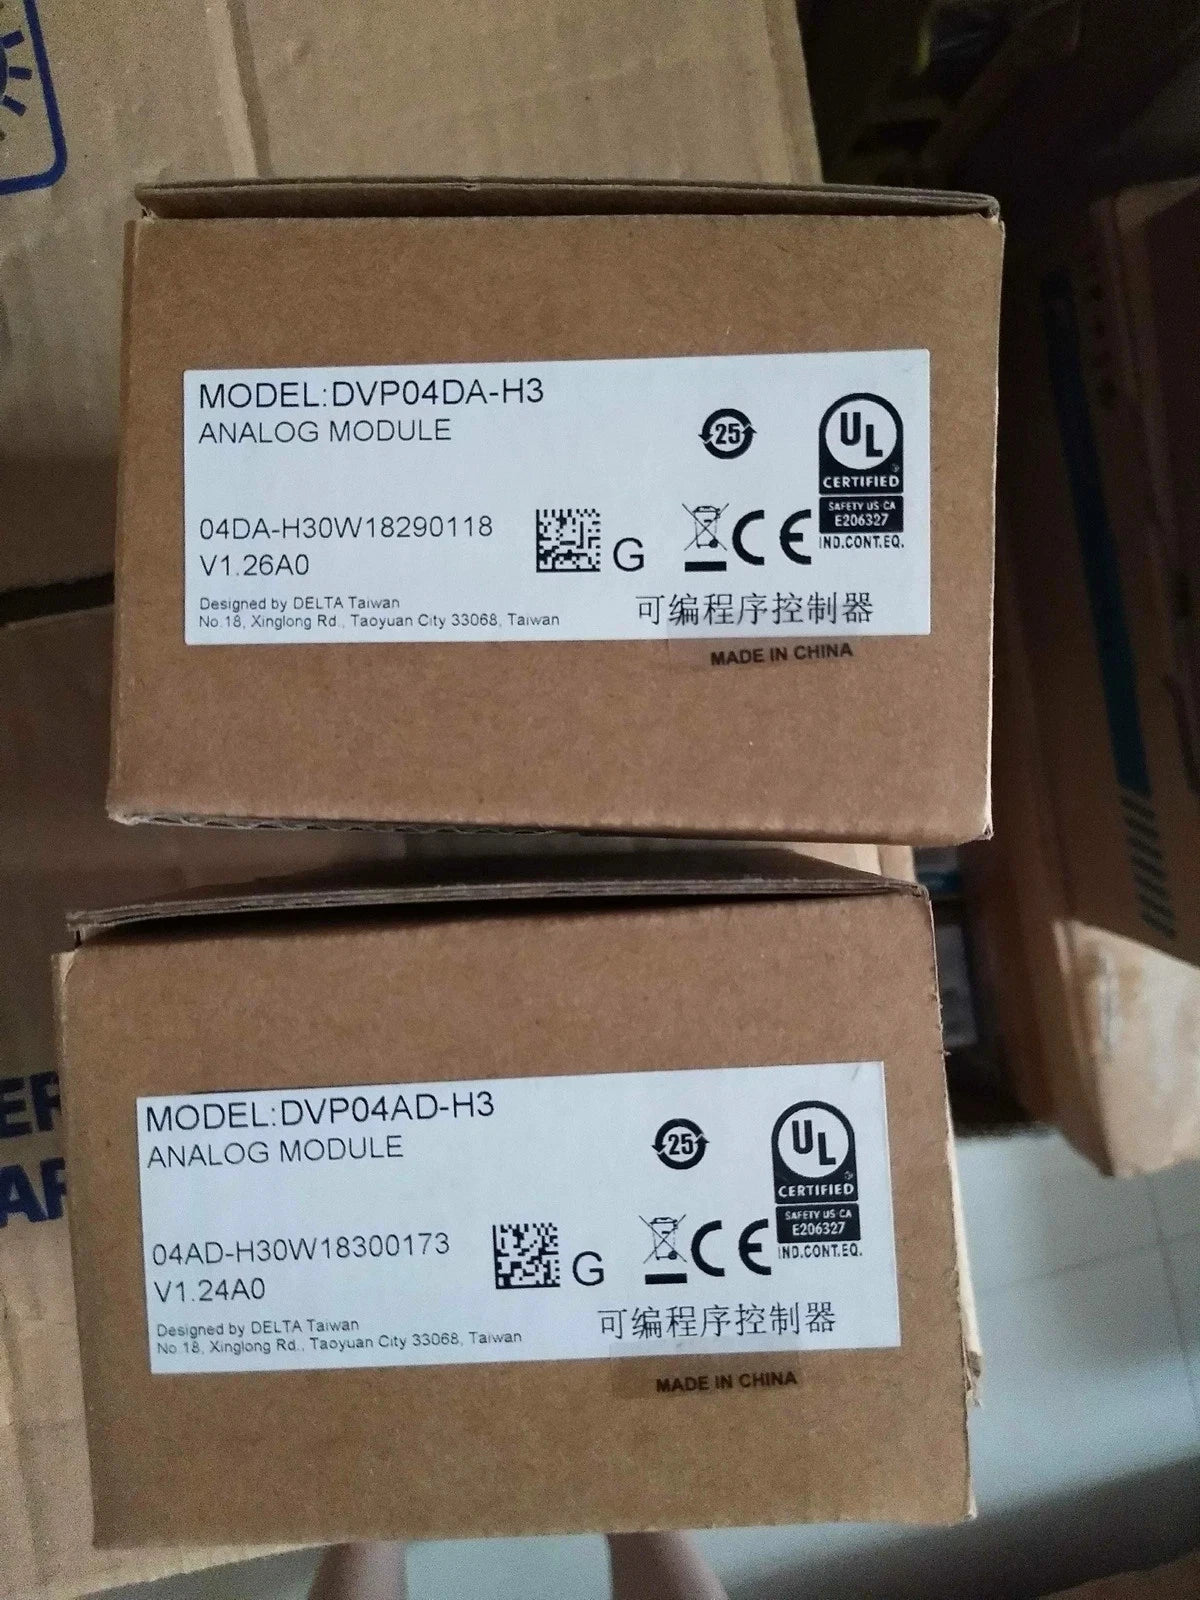 MODEL:DVP04DA-H3
ANALOG MODULE
25
UL
CERTIFIED
SAFETY US CA
E206327
IND.CONT.EQ.
04DA-H30W18290118
V1.26A0
G
CE
Designed by DELTA Taiwan
No.18, Xinglong Rd., Taoyuan City 33068, Taiwan
可编程序控制器
MADE IN CHINA
MODEL:DVP04AD-H3
ANALOG MODULE
25
UL
CERTIFIED
SAFETY US CA
E206327
IND.CONT.EQ.
04AD-H30W18300173
V1.24A0
G
CE
Designed by DELTA Taiwan
No.18, Xinglong Rd., Taoyuan City 33068, Taiwan
可编程序控制器
MADE IN CHINA